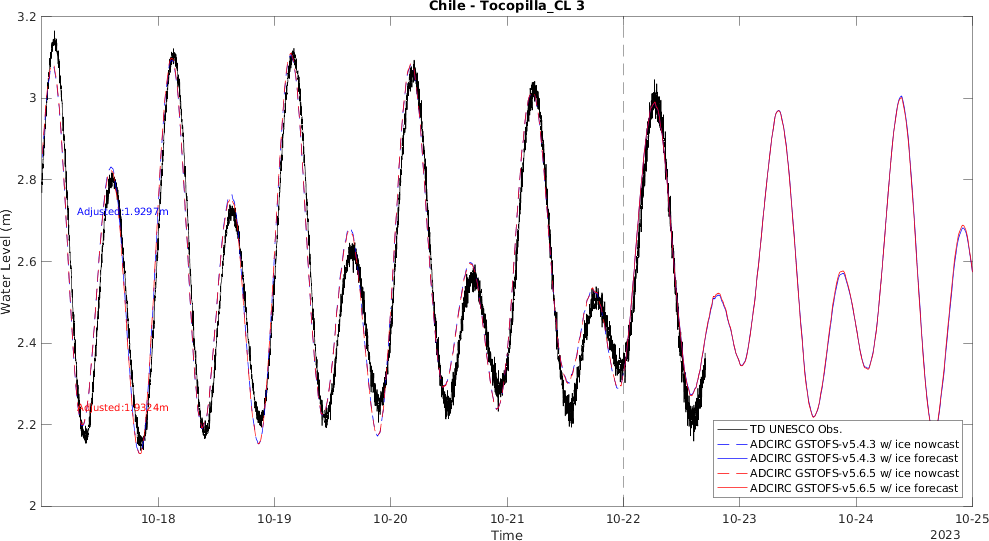 Chile - Tocopilla_CL 3
3.2
3
2.8
2.6
2.4
2.2
2
Water Level (m)
Adjusted:1.9297m
Adjusted:1.9324m
TD UNESCO Obs.
ADCIRC GSTOFS-v5.4.3 w/ ice nowcast
ADCIRC GSTOFS-v5.4.3 w/ ice forecast
ADCIRC GSTOFS-v5.6.5 w/ ice nowcast
ADCIRC GSTOFS-v5.6.5 w/ ice forecast
10-18 10-19 10-20 10-21 10-22 10-23 10-24 10-25
Time
2023